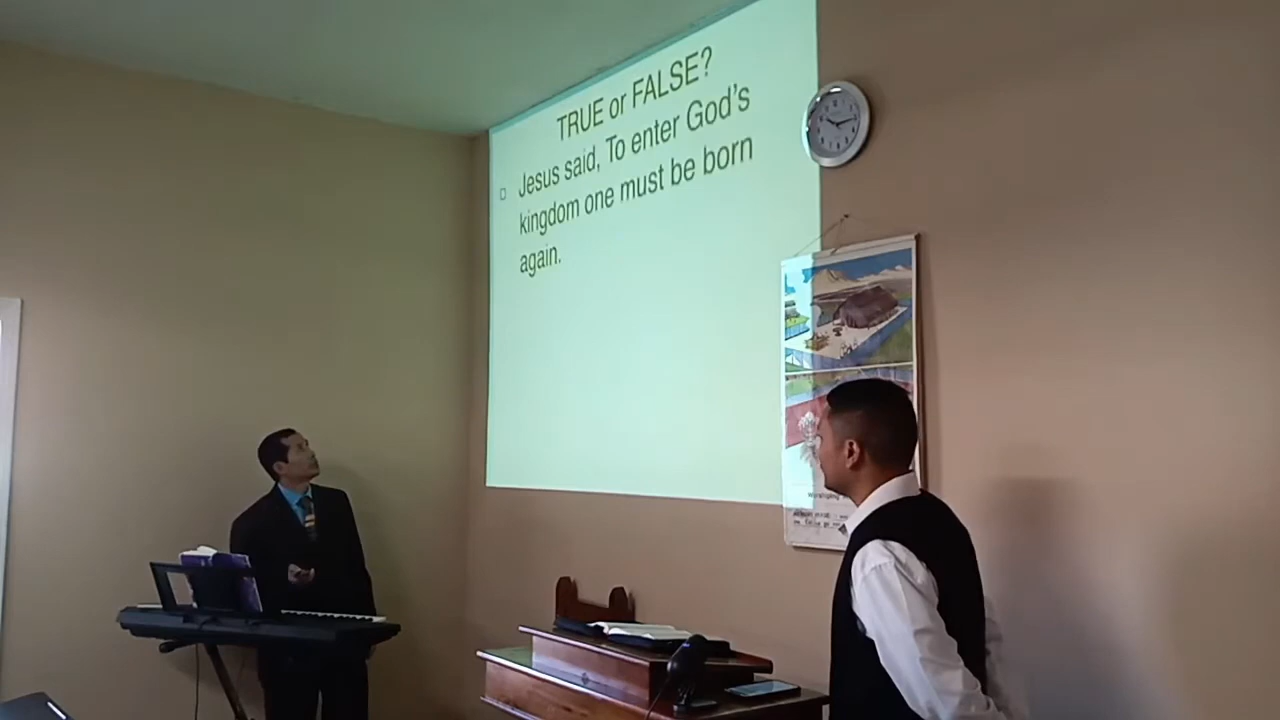 TRUE or FALSE?
Jesus said, To enter God's
kingdom one must be born
again.